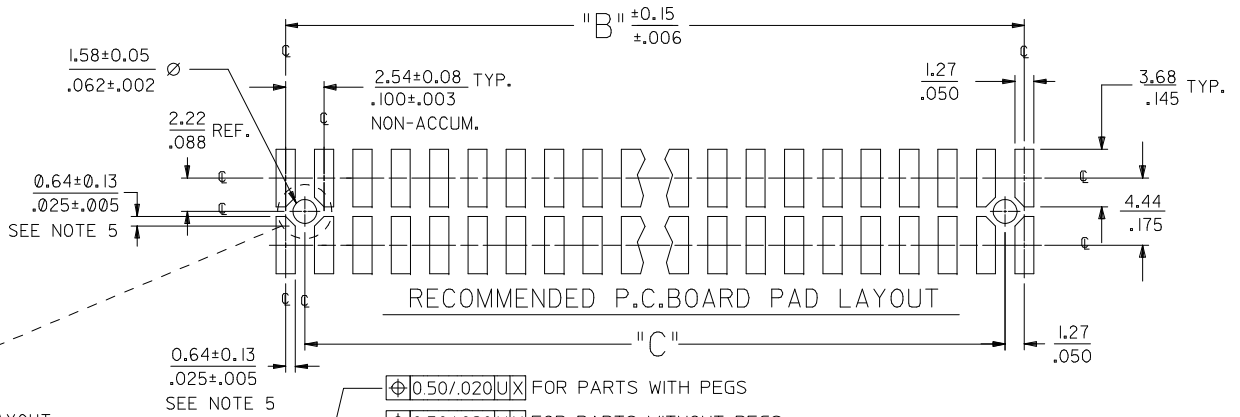 "B" ±0.15
±.006
1.58±0.05 Ø
.062±.002
2.54±0.08 TYP.
.100±.003
NON-ACCUM.
1.27
.050
3.68 TYP.
.145
2.22 REF.
.088
0.64±0.13
.025±.005
SEE NOTE 5
4.44
.175
RECOMMENDED P.C.BOARD PAD LAYOUT
"C"
1.27
.050
0.64±0.13
.025±.005
SEE NOTE 5
⌖ 0.50/.020 U X FOR PARTS WITH PEGS